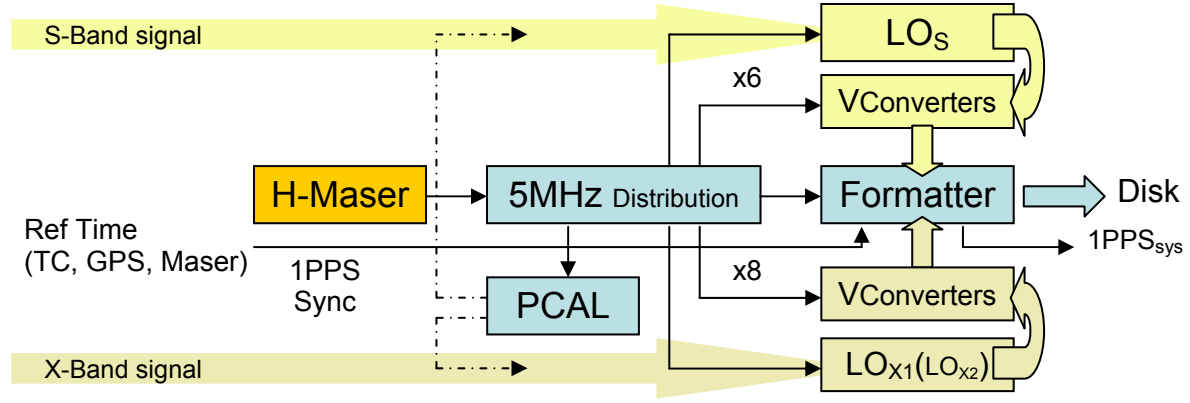 S-Band signal
LOS
x6
VConverters
H-Maser
5MHz Distribution
Formatter
Disk
Ref Time
(TC, GPS, Maser)
1PPS
Sync
1PPSsys
x8
PCAL
VConverters
X-Band signal
LOX1(LOX2)